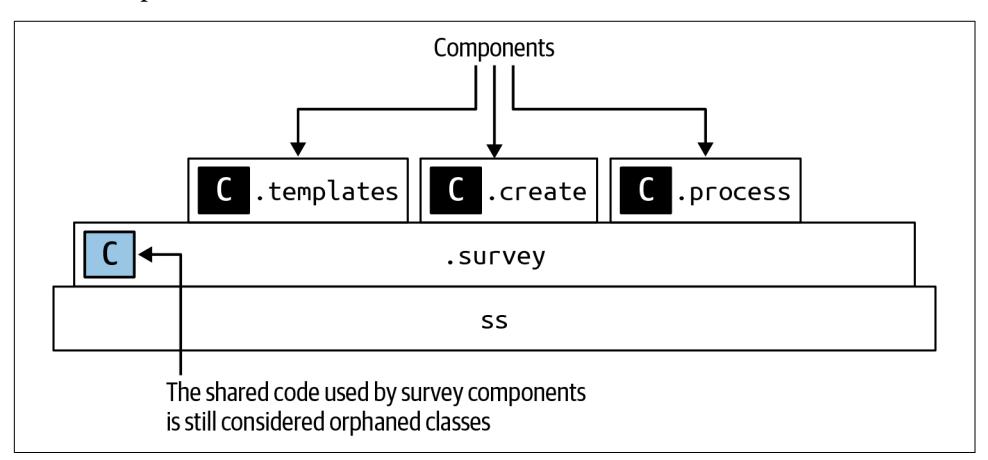 Components
C .templates C .create C .process
C .survey
ss
The shared code used by survey components
is still considered orphaned classes